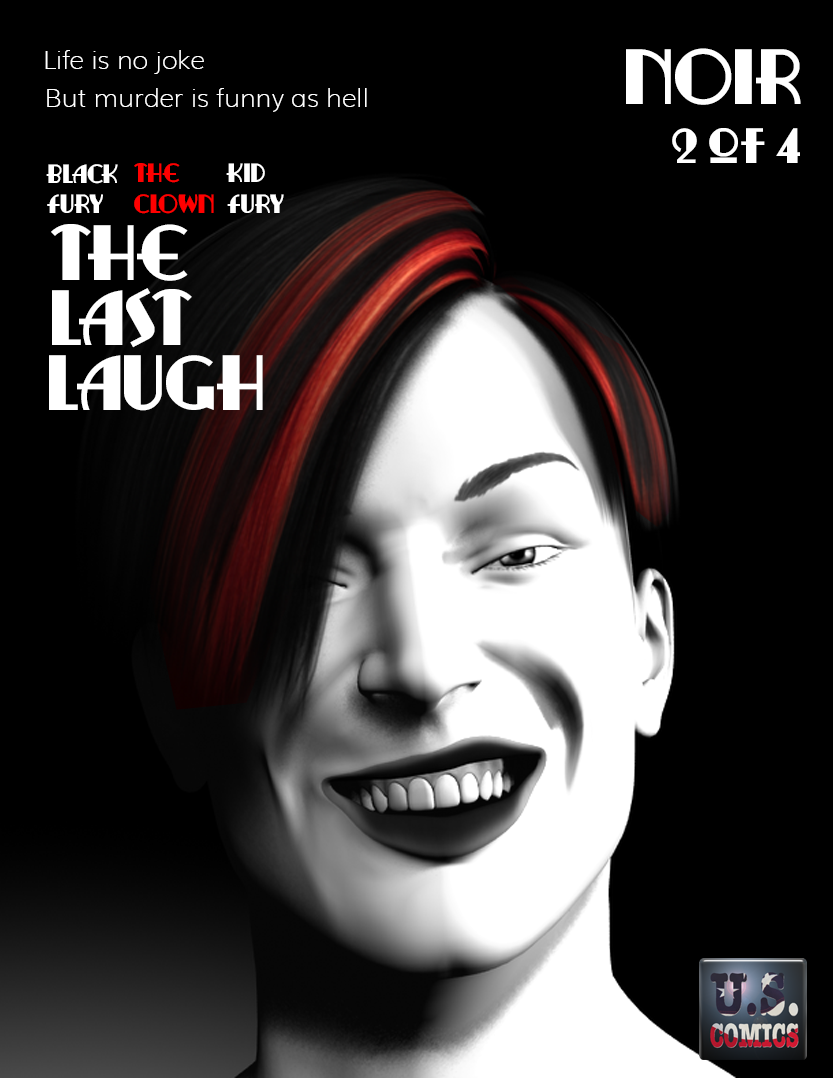 Life is no joke
But murder is funny as hell
NOIR
2 OF 4
BLACK THE KID
FURY CLOWN FURY
THE
LAST
LAUGH
U.S.
COMICS